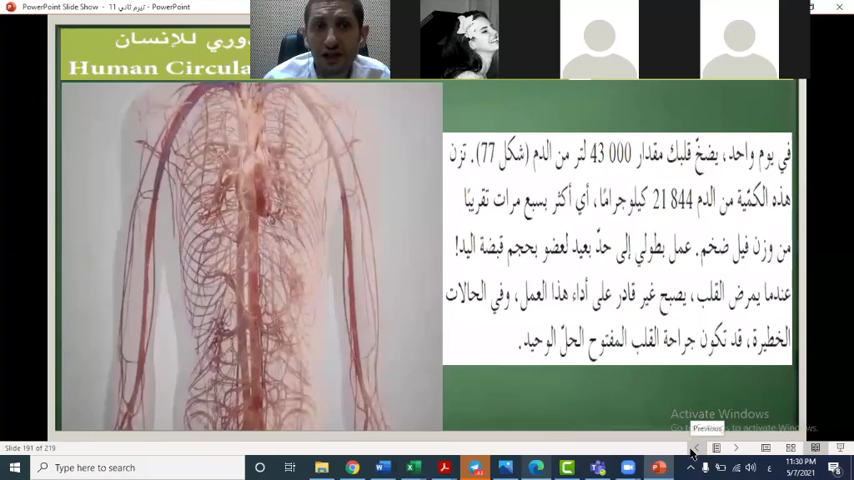 PowerPoint Slide Show - تيرم ثاني 11 - PowerPoint
دوري للإنسان
Human Circula
في يوم واحد، يضخّ قلبك مقدار 000 43 لتر من الدم (شكل 77). تزن
هذه الكمّية من الدم 844 21 كيلوجرامًا، أي أكثر بسبع مرات تقريبًا
من وزن فيل ضخم. عمل بطولي إلى حدّ بعيد لعضو بحجم قبضة اليد!
عندما يمرض القلب، يصبح غير قادر على أداء هذا العمل، وفي الحالات
الخطيرة، قد تكون جراحة القلب المفتوح الحلّ الوحيد.
Activate Windows
to activate Windows.
Previous
Slide 191 of 219
Type here to search
11:30 PM
5/7/2021